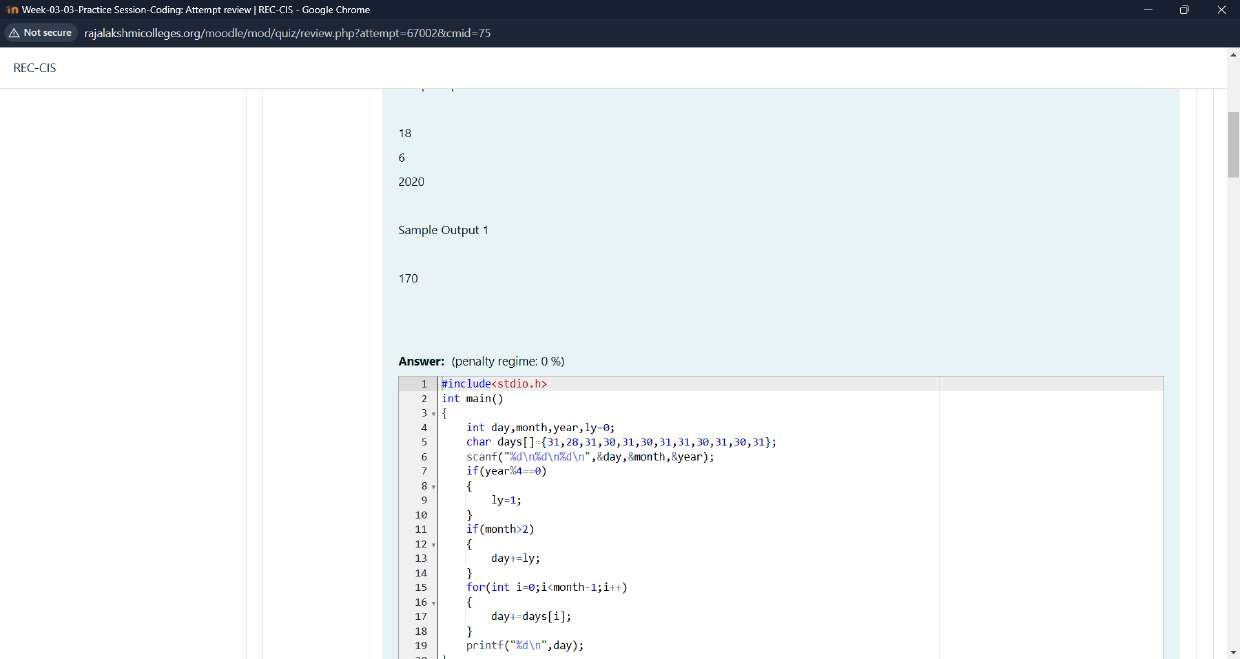 in Week-03-03-Practice Session-Coding: Attempt review | REC-CIS - Google Chrome
Not secure rajalakshmicolleges.org/moodle/mod/quiz/review.php?attempt=67002&cmid=75
REC-CIS
18
6
2020
Sample Output 1
170
Answer: (penalty regime: 0 %)
1 #include<stdio.h>
2 int main()
3 {
4 int day,month,year,ly=0;
5 char days[]={31,28,31,30,31,30,31,31,30,31,30,31};
6 scanf("%d\n%d\n%d\n",&day,&month,&year);
7 if(year%4==0)
8 {
9 ly=1;
10 }
11 if(month>2)
12 {
13 day+=ly;
14 }
15 for(int i=0;i<month-1;i++)
16 {
17 day+=days[i];
18 }
19 printf("%d\n",day);